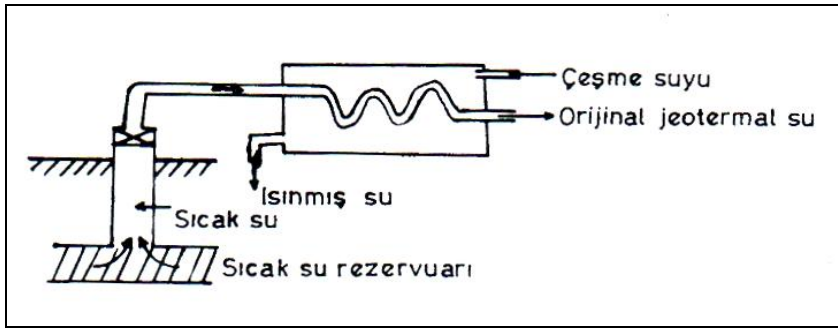 Çeşme suyu
Orijinal jeotermal su
Isınmış su
Sıcak su
Sıcak su rezervuarı